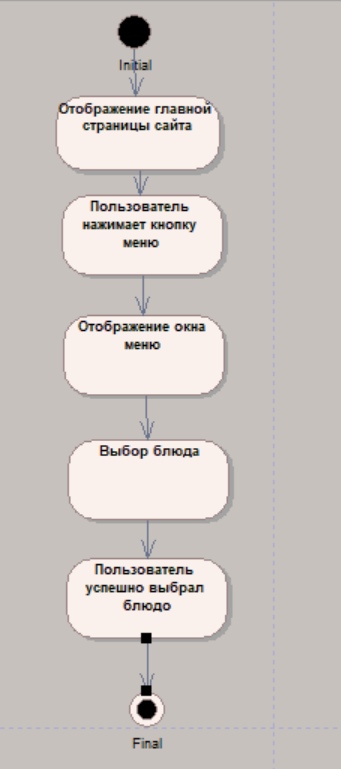 Initial
Отображение главной
страницы сайта
Пользователь
нажимает кнопку
меню
Отображение окна
меню
Выбор блюда
Пользователь
успешно выбрал
блюдо
Final